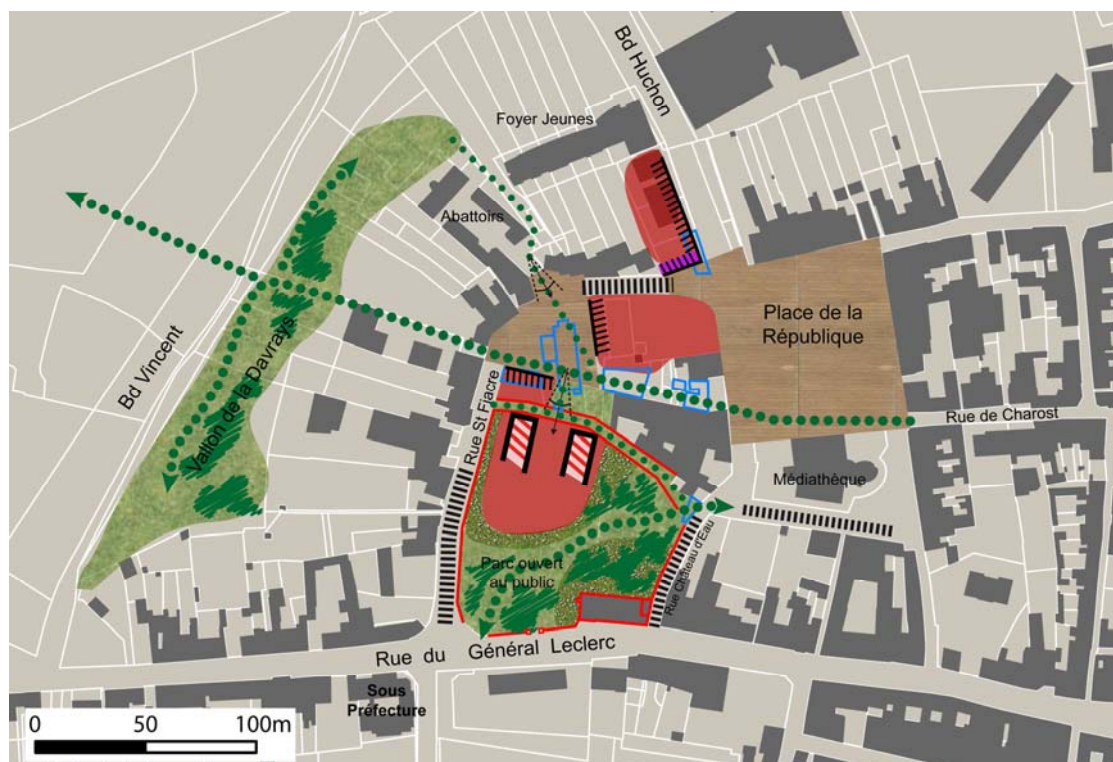 Bd Huchon
Foyer Jeunes
Abattoirs
Place de la
République
Bd Vincent
Vallon de la Davrays
Rue St Fiacre
Rue de Charost
Médiathèque
Parc ouvert
au public
Rue Château d'Eau
Rue du Général Leclerc
Sous
Préfecture
0 50 100m